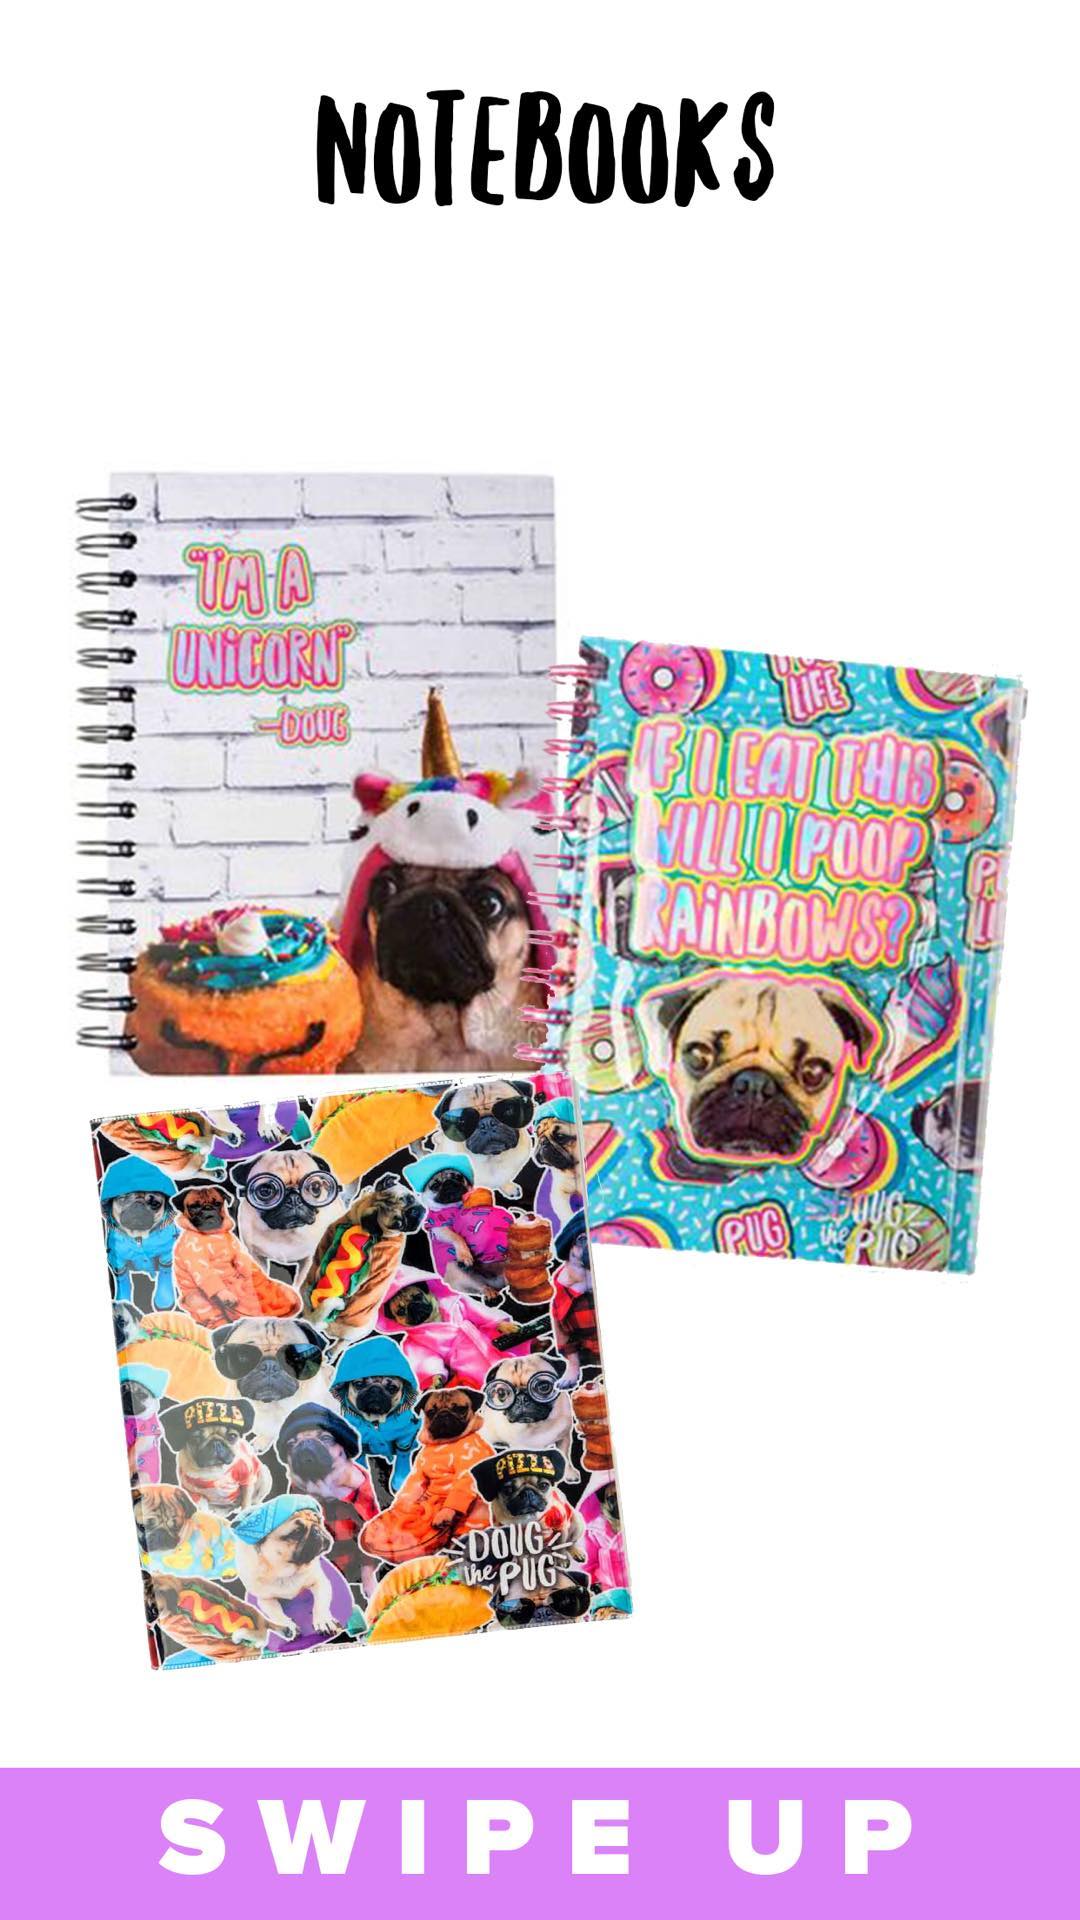 NOTEBOOKS
"I'M A
UNICORN"
-DOUG
LIFE
IF I EAT THIS
WILL I POOP
RAINBOWS?
PUG
DOUG
the PUG
PIZZA
PIZZA
DOUG
the PUG
SWIPE UP